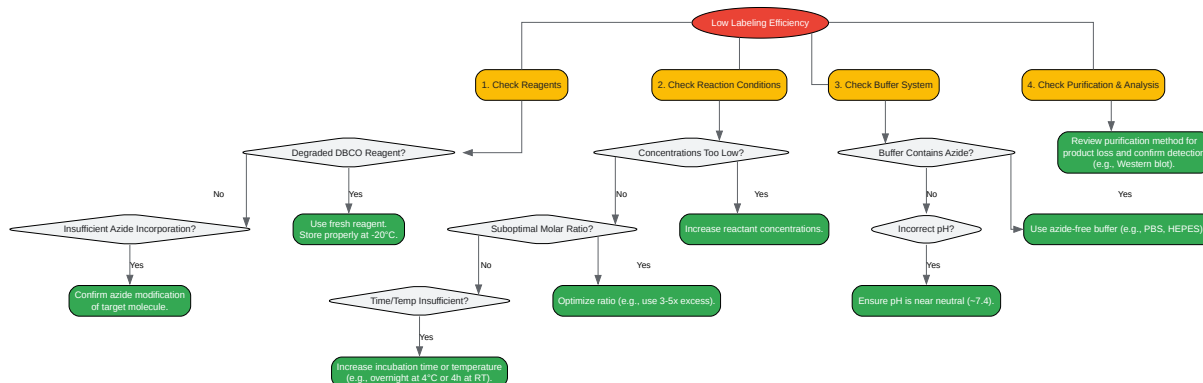 Low Labeling Efficiency
1. Check Reagents
2. Check Reaction Conditions
3. Check Buffer System
4. Check Purification & Analysis
Degraded DBCO Reagent?
Concentrations Too Low?
Buffer Contains Azide?
Review purification method for
product loss and confirm detection
(e.g., Western blot).
No
Yes
No
Yes
No
Yes
Insufficient Azide Incorporation?
Use fresh reagent.
Store properly at -20°C.
Suboptimal Molar Ratio?
Increase reactant concentrations.
Incorrect pH?
Use azide-free buffer (e.g., PBS, HEPES)
Yes
No
Yes
Yes
Confirm azide modification
of target molecule.
Time/Temp Insufficient?
Optimize ratio (e.g., use 3-5x excess).
Ensure pH is near neutral (~7.4).
Yes
Increase incubation time or temperature
(e.g., overnight at 4°C or 4h at RT).